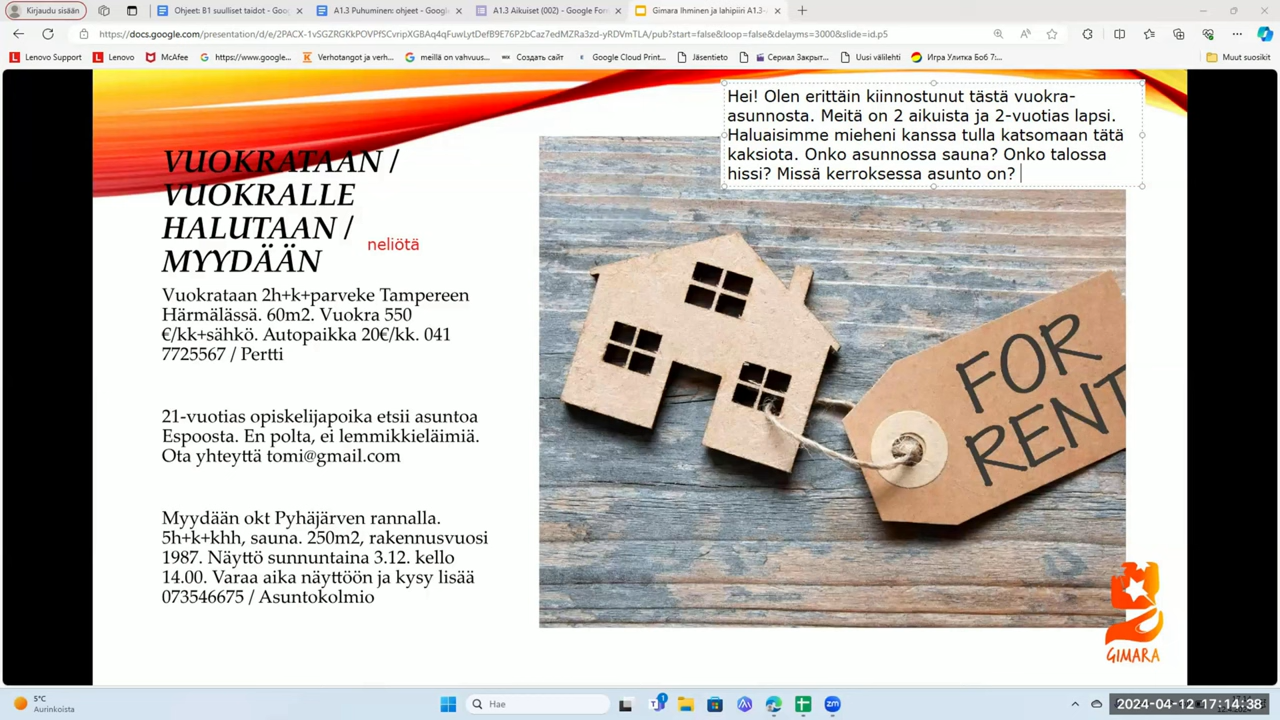 Kirjaudu sisään
Ohjeet: B1 suulliset taidot - Goo
A1.3 Puhuminen: ohjeet - Google
A1.3 Aikuiset (002) - Google For
Gimara Ihminen ja lahipiiri A1.3-
https://docs.google.com/presentation/d/e/2PACX-1vSGZRGKkPOVPfSCvripXGBAq4qFuwLytDefB9E76P2bCaz7edMZRa3zd-yRDVmTLA/pub?start=false&loop=false&delayms=3000&slide=id.p5
Lenovo Support
Lenovo
McAfee
https://www.google...
Verhotangot ja verh...
meillä on vahvuus...
Создать сайт
Google Cloud Print...
Jäsentieto
Сериал Закрыт...
Uusi välilehti
Игра Улитка Боб 7:...
Muut suosikit
Hei! Olen erittäin kiinnostunut tästä vuokra-
asunnosta. Meitä on 2 aikuista ja 2-vuotias lapsi.
Haluaisimme mieheni kanssa tulla katsomaan tätä
kaksiota. Onko asunnossa sauna? Onko talossa
hissi? Missä kerroksessa asunto on?
VUOKRATAAN /
VUOKRALLE
HALUTAAN /
MYYDÄÄN
neliötä
Vuokrataan 2h+k+parveke Tampereen
Härmälässä. 60m2. Vuokra 550
€/kk+sähkö. Autopaikka 20€/kk. 041
7725567 / Pertti
21-vuotias opiskelijapoika etsii asuntoa
Espoosta. En polta, ei lemmikkieläimiä.
Ota yhteyttä tomi@gmail.com
Myydään okt Pyhäjärven rannalla.
5h+k+khh, sauna. 250m2, rakennusvuosi
1987. Näyttö sunnuntaina 3.12. kello
14.00. Varaa aika näyttöön ja kysy lisää
073546675 / Asuntokolmio
FOR
RENT
GIMARA
5°C
Aurinkoista
Hae
2024-04-12 17:14:38